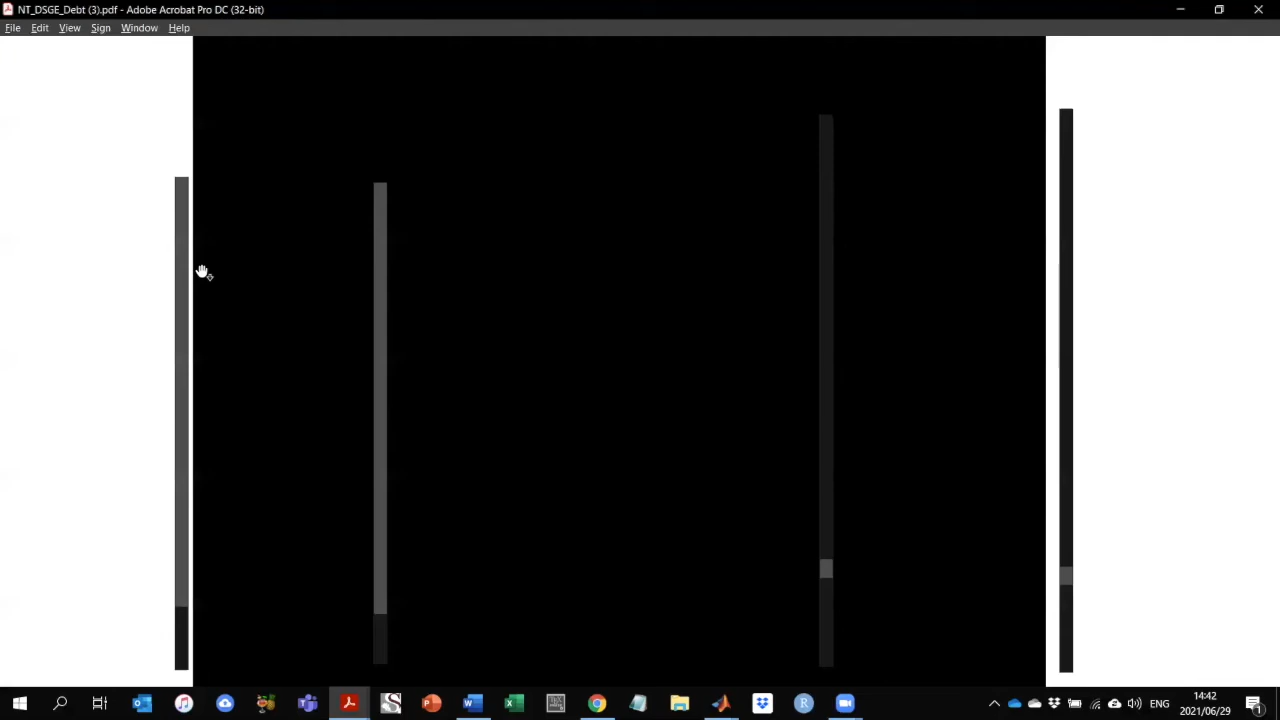 NT_DSGE_Debt (3).pdf - Adobe Acrobat Pro DC (32-bit)
File Edit View Sign Window Help
ENG
14:42
2021/06/29